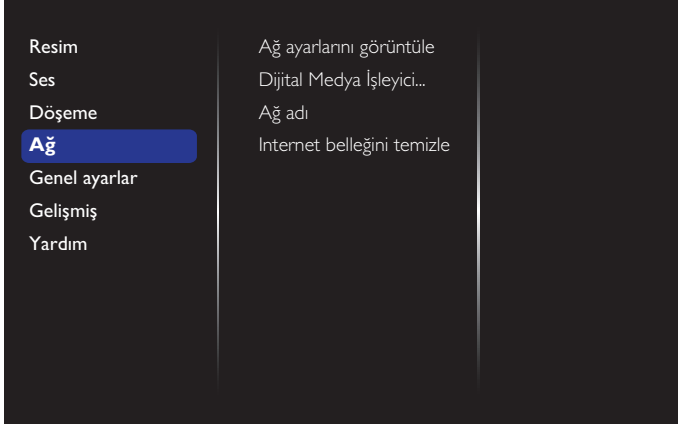 Resim
Ses
Döşeme
Ağ
Genel ayarlar
Gelişmiş
Yardım
Ağ ayarlarını görüntüle
Dijital Medya İşleyici...
Ağ adı
Internet belleğini temizle